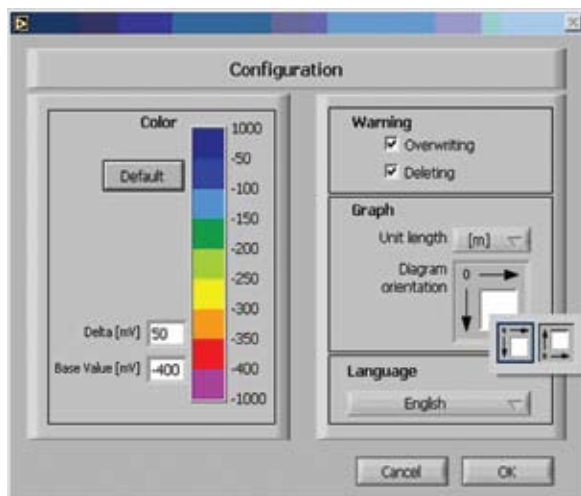 Configuration
Color
Default
1000
-50
-100
-150
-200
-250
-300
-400
-1000
Delta [mV] 50
Base Value [mV] -400
Warning
Overwriting
Deleting
Graph
Unit length [m]
Diagram
orientation
0
Language
English
Cancel OK